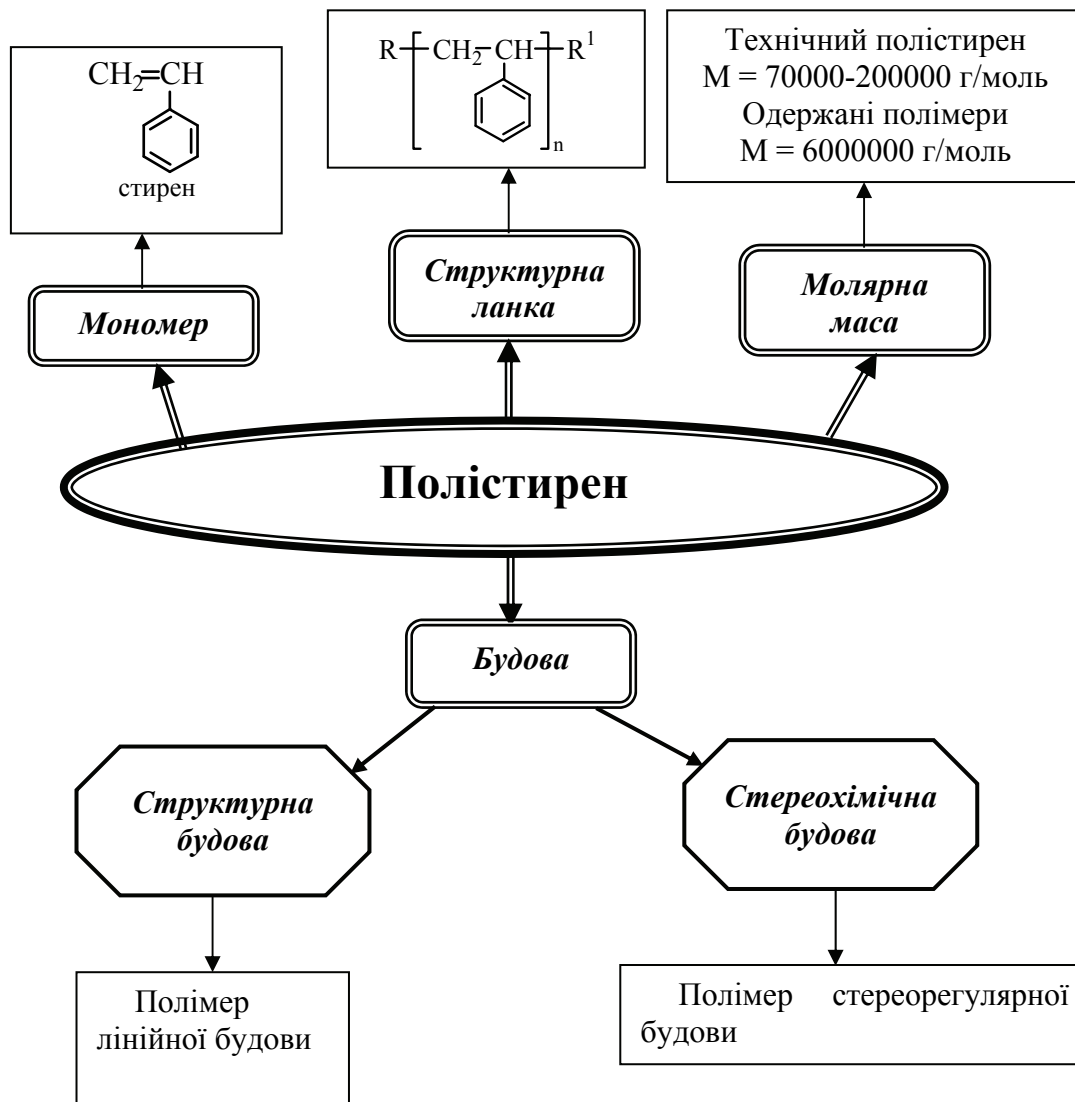 CH2=CH
стирен
R
CH2
CH
R1
n
Технічний полістирен
М = 70000-200000 г/моль
Одержані полімери
М = 6000000 г/моль
Мономер
Структурна
ланка
Молярна
маса
Полістирен
Будова
Структурна
будова
Стереохімічна
будова
Полімер
лінійної будови
Полімер стереорегулярної
будови